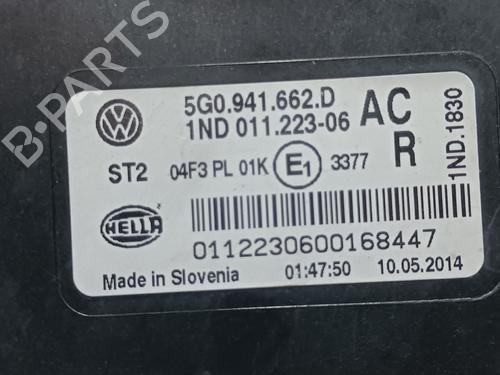 5G0.941.662.D AC
1ND 011.223-06
R
1ND.1830
ST2 04F3 PL 01K E1 3377
HELLA
0112230600168447
Made in Slovenia 01:47:50 10.05.2014
B-PARTS